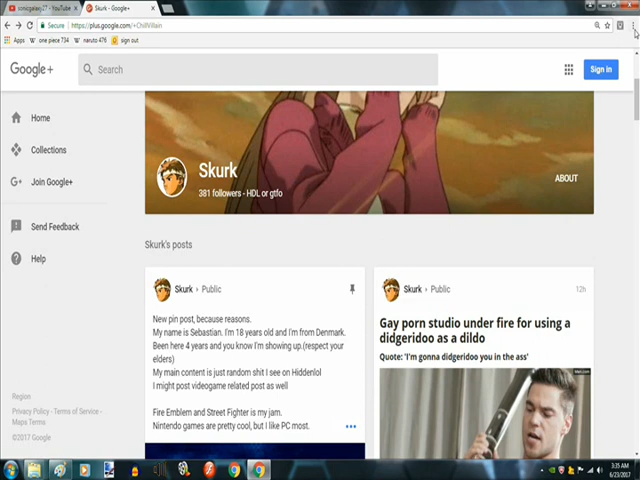 sonicgalaxy27 - YouTube
Skurk - Google+
Secure
https://plus.google.com/+ChillVillain
Apps
one piece 734
naruto 476
sign out
Google+
Search
Sign in
Home
Collections
Join Google+
Send Feedback
Help
Skurk
381 followers - HDL or gtfo
ABOUT
Skurk's posts
Skurk › Public
New pin post, because reasons.
My name is Sebastian. I'm 18 years old and I'm from Denmark.
Been here 4 years and you know I'm showing up.(respect your
elders)
My main content is just random shit I see on Hiddenlol
I might post videogame related post as well
Fire Emblem and Street Fighter is my jam.
Nintendo games are pretty cool, but I like PC most.
Skurk › Public
12h
Gay porn studio under fire for using a
didgeridoo as a dildo
Quote: 'I'm gonna didgeridoo you in the ass'
Men.com
Region
Privacy Policy - Terms of Service -
Maps Terms
©2017 Google
3:35 AM
6/23/2017